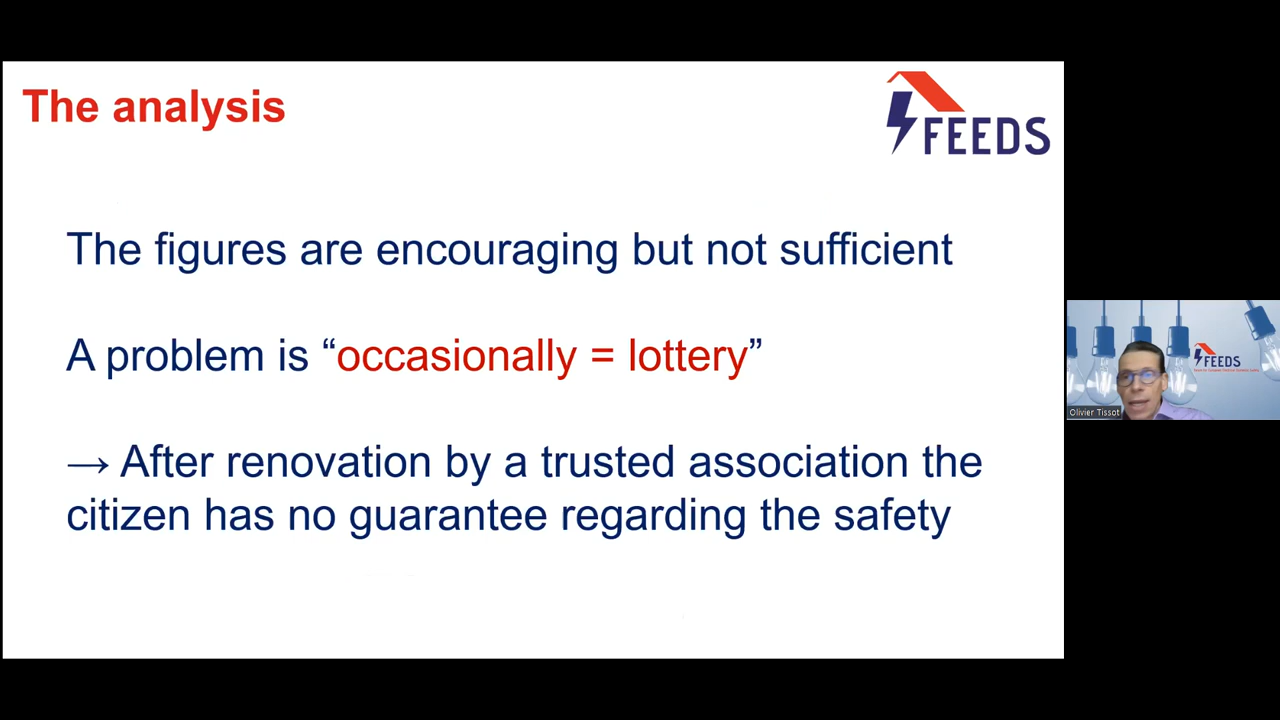 The analysis
FEEDS
The figures are encouraging but not sufficient
A problem is “occasionally = lottery”
→ After renovation by a trusted association the
citizen has no guarantee regarding the safety
FEEDS
Olivier Tissot